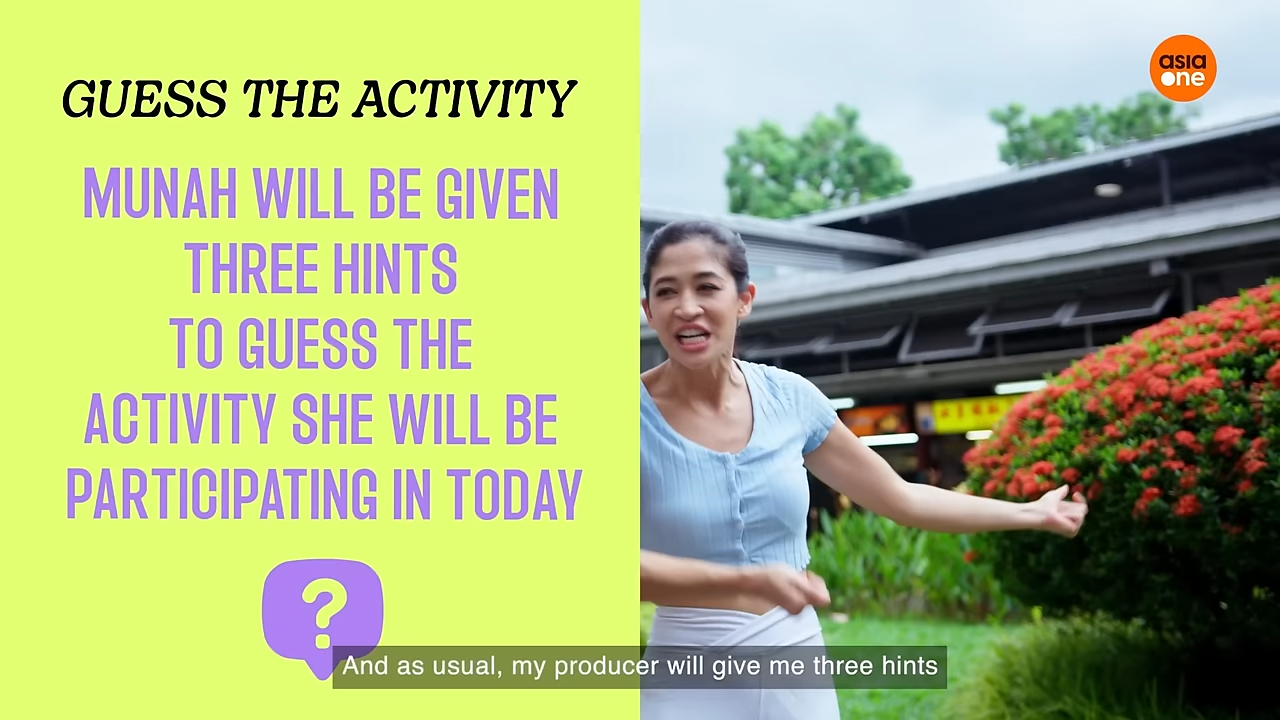 GUESS THE ACTIVITY
MUNAH WILL BE GIVEN
THREE HINTS
TO GUESS THE
ACTIVITY SHE WILL BE
PARTICIPATING IN TODAY
?
asia
one
And as usual, my producer will give me three hints